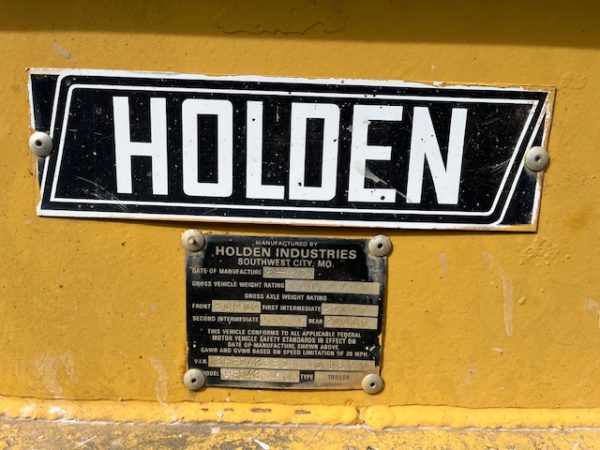 HOLDEN
MANUFACTURED BY
HOLDEN INDUSTRIES
SOUTHWEST CITY, MO.
DATE OF MANUFACTURE
GROSS VEHICLE WEIGHT RATING
GROSS AXLE WEIGHT RATING
FRONT FIRST INTERMEDIATE
SECOND INTERMEDIATE REAR
THIS VEHICLE CONFORMS TO ALL APPLICABLE FEDERAL
MOTOR VEHICLE SAFETY STANDARDS IN EFFECT ON
DATE OF MANUFACTURE SHOWN ABOVE.
GAWR AND GVWR BASED ON SPEED LIMITATION OF 20 MPH
V.I.N.
MODEL TYPE TRAILER